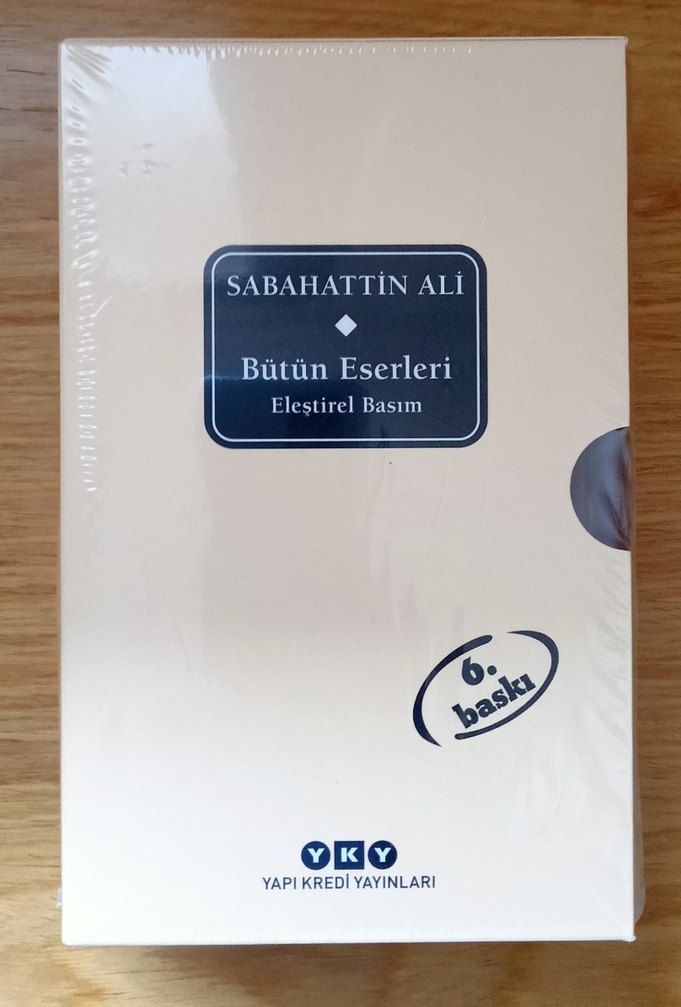 SABAHATTİN ALİ
Bütün Eserleri
Eleştirel Basım
6.
baskı
YKY
YAPI KREDİ YAYINLARI